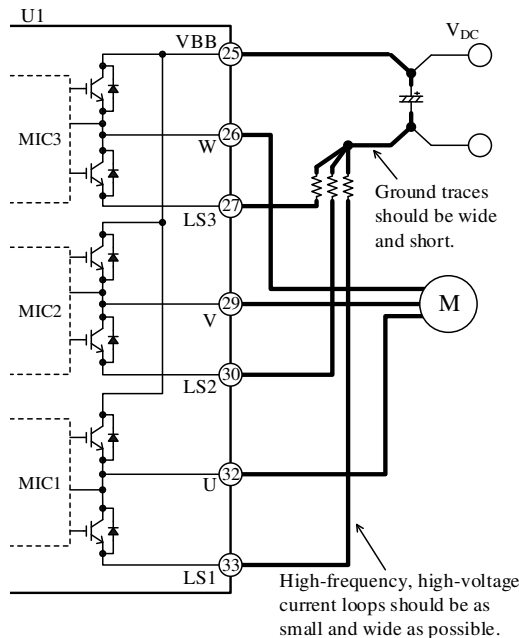 U1
VBB
25
V_DC
MIC3
26
W
27
LS3
Ground traces
should be wide
and short.
MIC2
29
V
M
30
LS2
MIC1
32
U
33
LS1
High-frequency, high-voltage
current loops should be as
small and wide as possible.